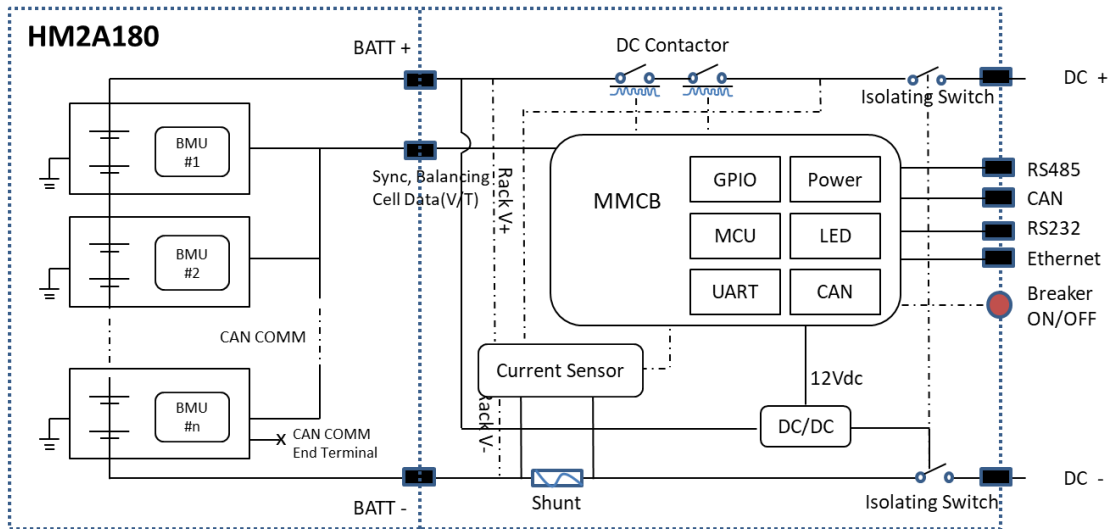 HM2A180
BATT +
DC Contactor
DC +
Isolating Switch
BMU
#1
Sync, Balancing
Cell Data(V/T)
Rack V+
MMCB
GPIO
Power
MCU
LED
UART
CAN
RS485
CAN
RS232
Ethernet
Breaker
ON/OFF
BMU
#2
CAN COMM
Current Sensor
12Vdc
BMU
#n
CAN COMM
End Terminal
X
Rack V-
DC/DC
BATT -
Shunt
Isolating Switch
DC -